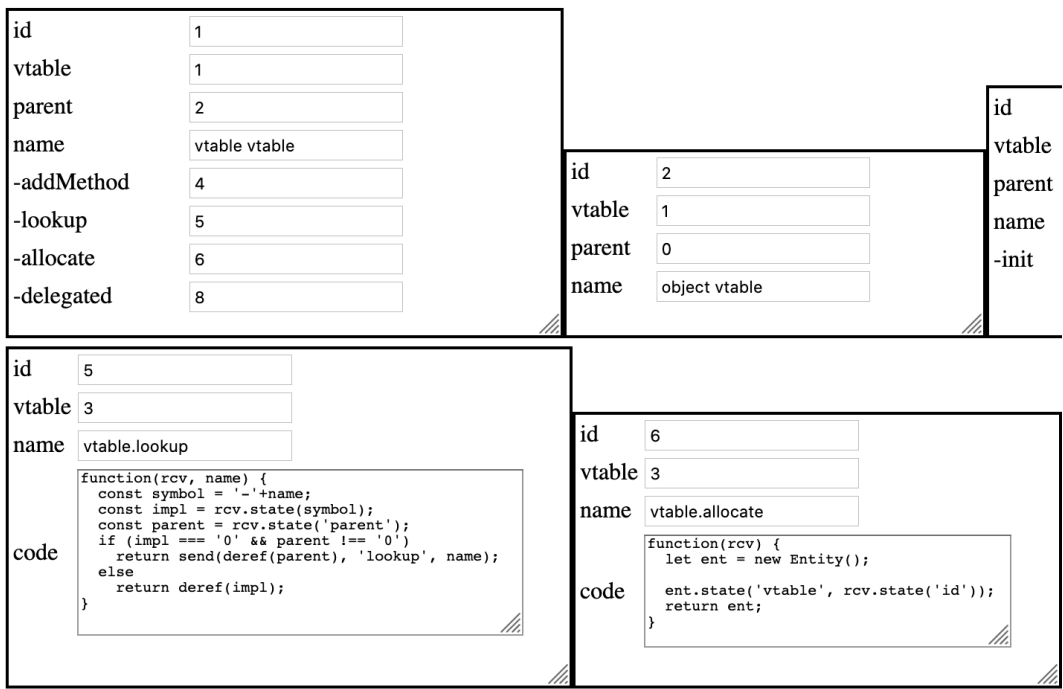 id 1
vtable 1
parent 2
name vtable vtable
-addMethod 4
-lookup 5
-allocate 6
-delegated 8
id 2
vtable 1
parent 0
name object vtable
id
vtable
parent
name
-init
id 5
vtable 3
name vtable.lookup
code
function(rcv, name) {
  const symbol = '-'+name;
  const impl = rcv.state(symbol);
  const parent = rcv.state('parent');
  if (impl === '0' && parent !== '0')
    return send(deref(parent), 'lookup', name);
  else
    return deref(impl);
}
id 6
vtable 3
name vtable.allocate
code
function(rcv) {
  let ent = new Entity();

  ent.state('vtable', rcv.state('id'));
  return ent;
}